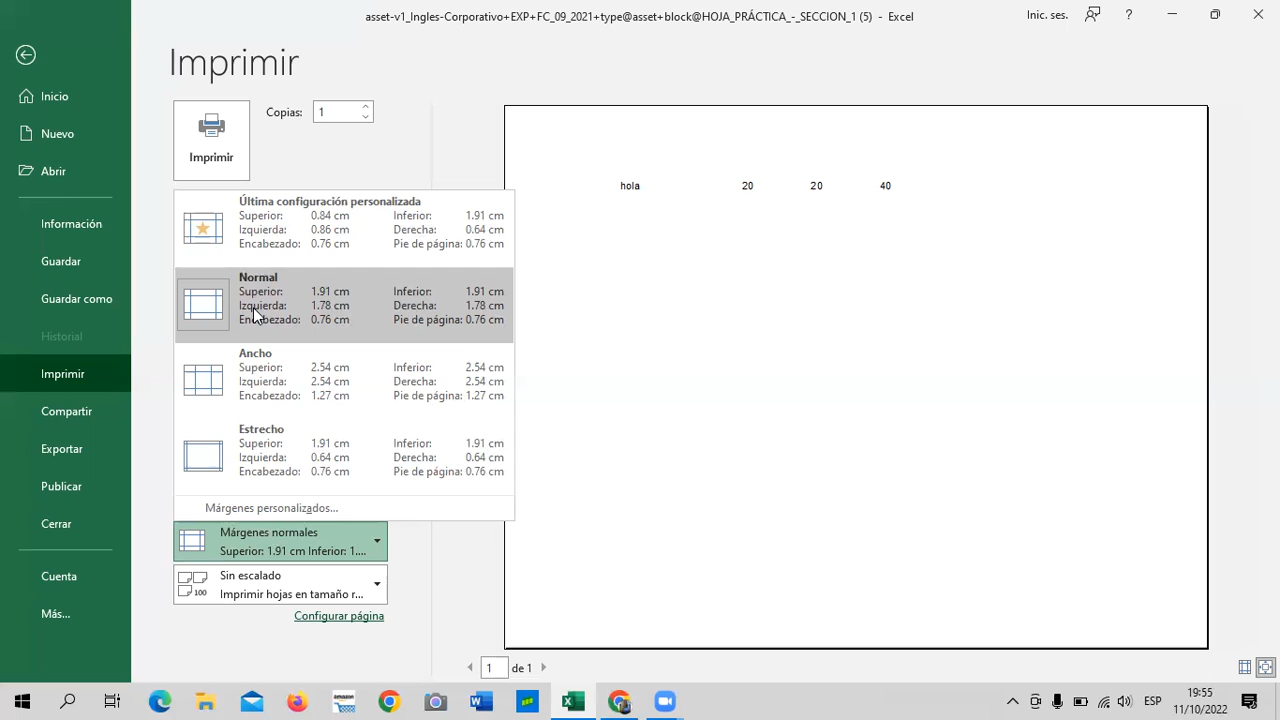 asset-v1_Ingles-Corporativo+EXP+FC_09_2021+type@asset+block@HOJA_PRÁCTICA_-_SECCION_1 (5) - Excel
Inic. ses.
?
Imprimir
Inicio
Nuevo
Abrir
Información
Guardar
Guardar como
Historial
Imprimir
Compartir
Exportar
Publicar
Cerrar
Cuenta
Más...
Imprimir
Copias: 1
Última configuración personalizada
Superior: 0.84 cm Inferior: 1.91 cm
Izquierda: 0.86 cm Derecha: 0.64 cm
Encabezado: 0.76 cm Pie de página: 0.76 cm
Normal
Superior: 1.91 cm Inferior: 1.91 cm
Izquierda: 1.78 cm Derecha: 1.78 cm
Encabezado: 0.76 cm Pie de página: 0.76 cm
Ancho
Superior: 2.54 cm Inferior: 2.54 cm
Izquierda: 2.54 cm Derecha: 2.54 cm
Encabezado: 1.27 cm Pie de página: 1.27 cm
Estrecho
Superior: 1.91 cm Inferior: 1.91 cm
Izquierda: 0.64 cm Derecha: 0.64 cm
Encabezado: 0.76 cm Pie de página: 0.76 cm
Márgenes personalizados...
Márgenes normales
Superior: 1.91 cm Inferior: 1....
Sin escalado
Imprimir hojas en tamaño r...
100
Configurar página
hola 20 20 40
1 de 1
ESP
19:55
11/10/2022